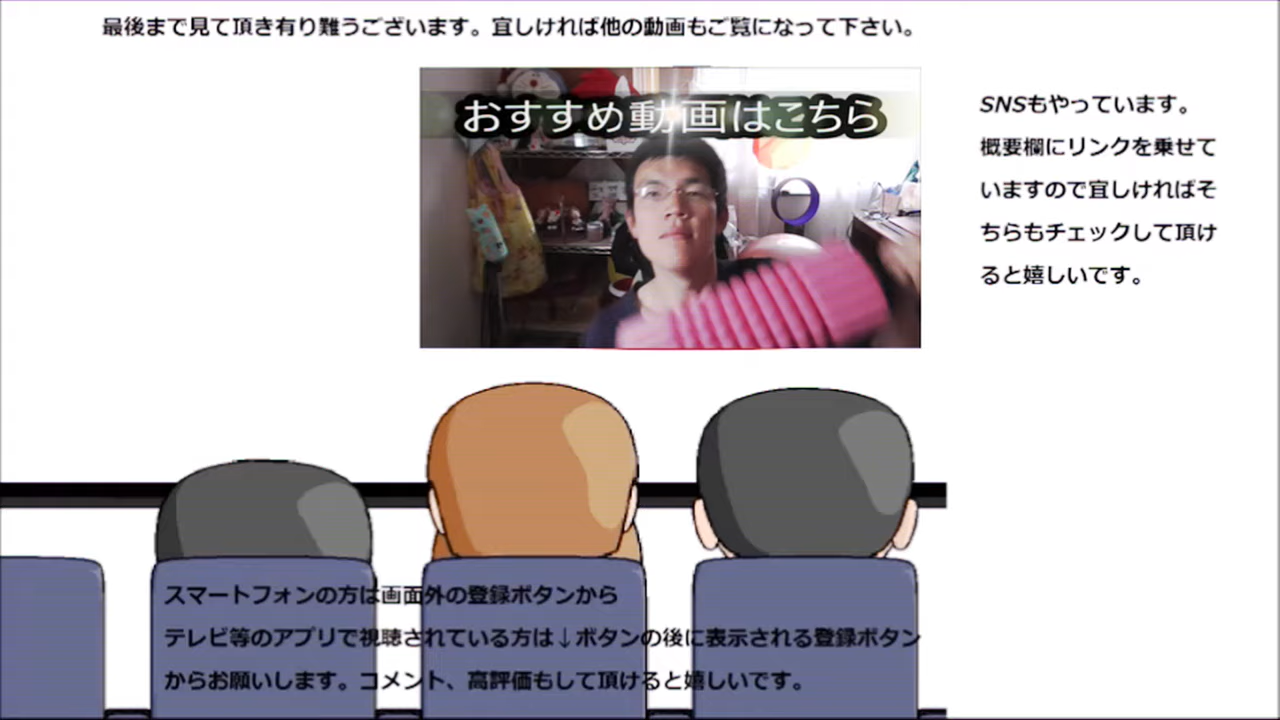 最後まで見て頂き有り難うございます。宜しければ他の動画もご覧になって下さい。
おすすめ動画はこちら
SNSもやっています。
概要欄にリンクを乗せて
いますので宜しければそ
ちらもチェックして頂け
ると嬉しいです。
スマートフォンの方は画面外の登録ボタンから
テレビ等のアプリで視聴されている方は↓ボタンの後に表示される登録ボタン
からお願いします。コメント、高評価もして頂けると嬉しいです。